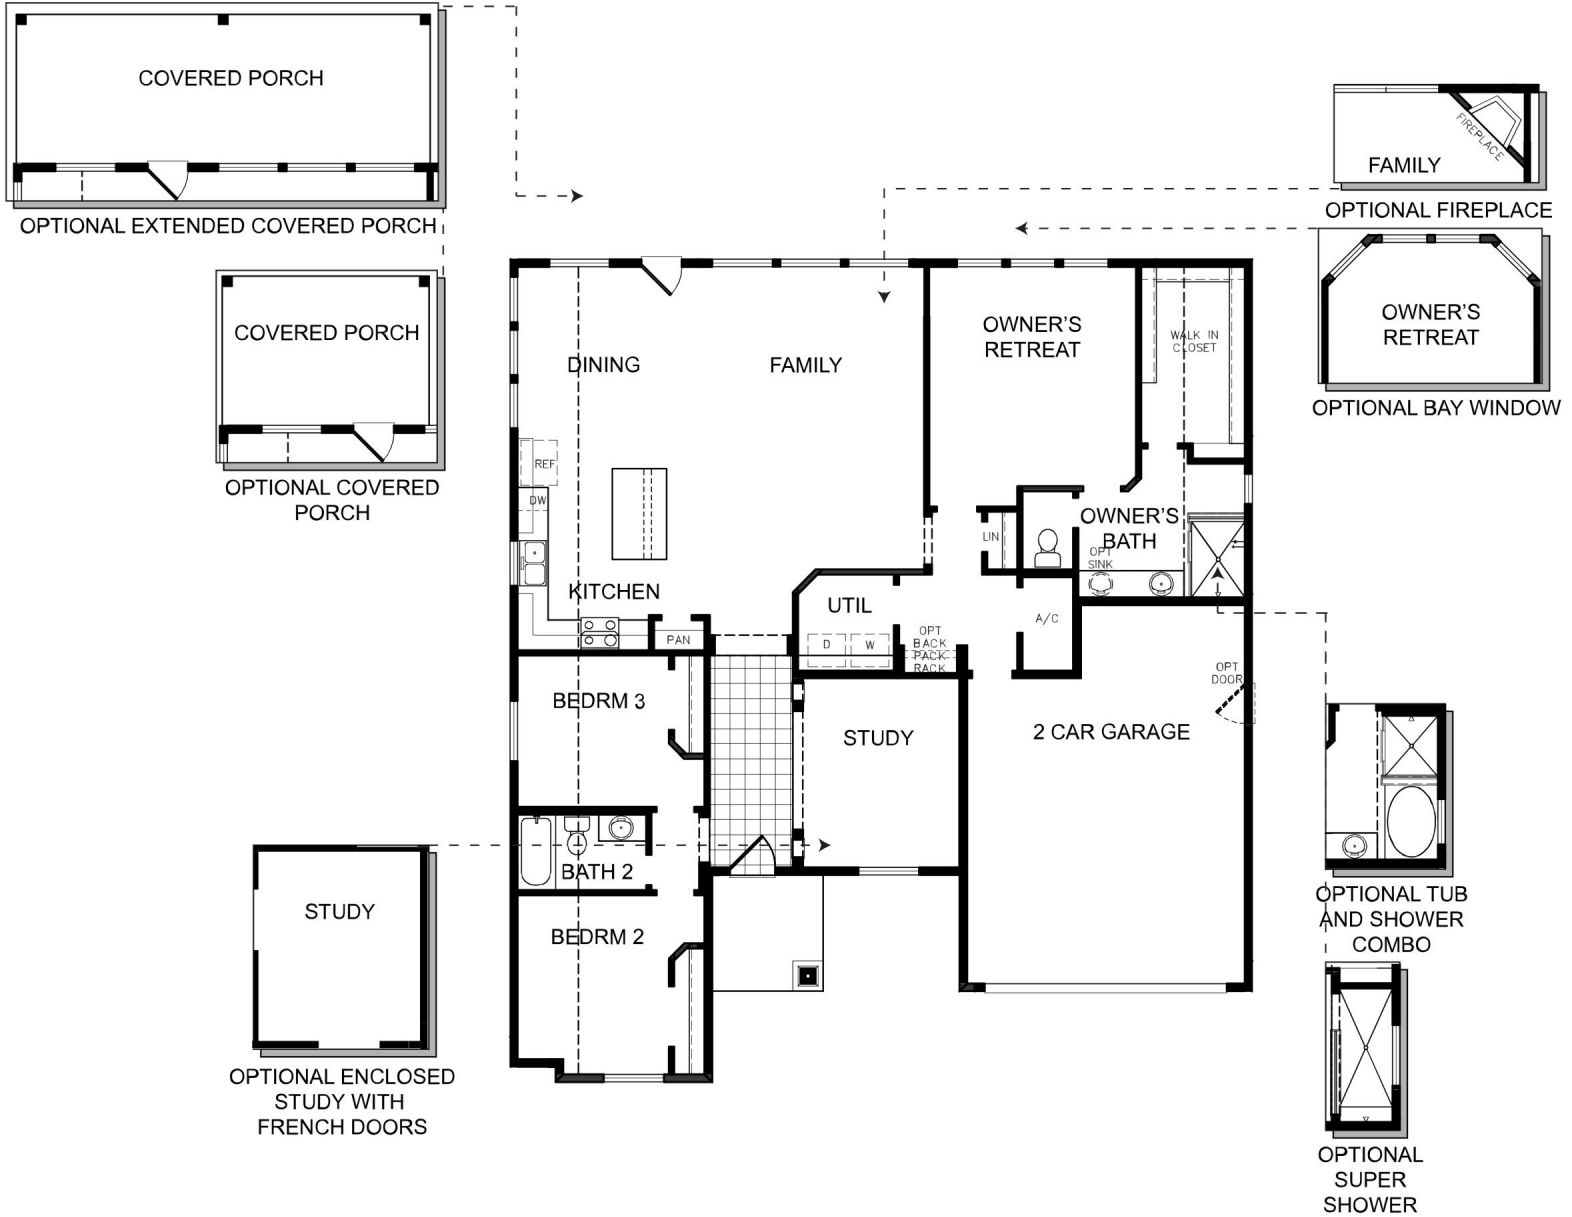 COVERED PORCH
OPTIONAL EXTENDED COVERED PORCH
COVERED PORCH
OPTIONAL COVERED
PORCH
FIREPLACE
FAMILY
OPTIONAL FIREPLACE
OWNER'S
RETREAT
OPTIONAL BAY WINDOW
DINING
FAMILY
OWNER'S
RETREAT
WALK IN
CLOSET
REF
DW
KITCHEN
PAN
UTIL
D
W
OPT
BACK
PACK
RACK
LIN
OWNER'S
BATH
OPT
SINK
A/C
OPT
DOOR
BEDRM 3
STUDY
2 CAR GARAGE
BATH 2
BEDRM 2
STUDY
OPTIONAL ENCLOSED
STUDY WITH
FRENCH DOORS
OPTIONAL TUB
AND SHOWER
COMBO
OPTIONAL
SUPER
SHOWER